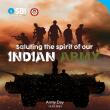 SBI
Saluting the spirit of our
INDIAN ARMY
Army Day